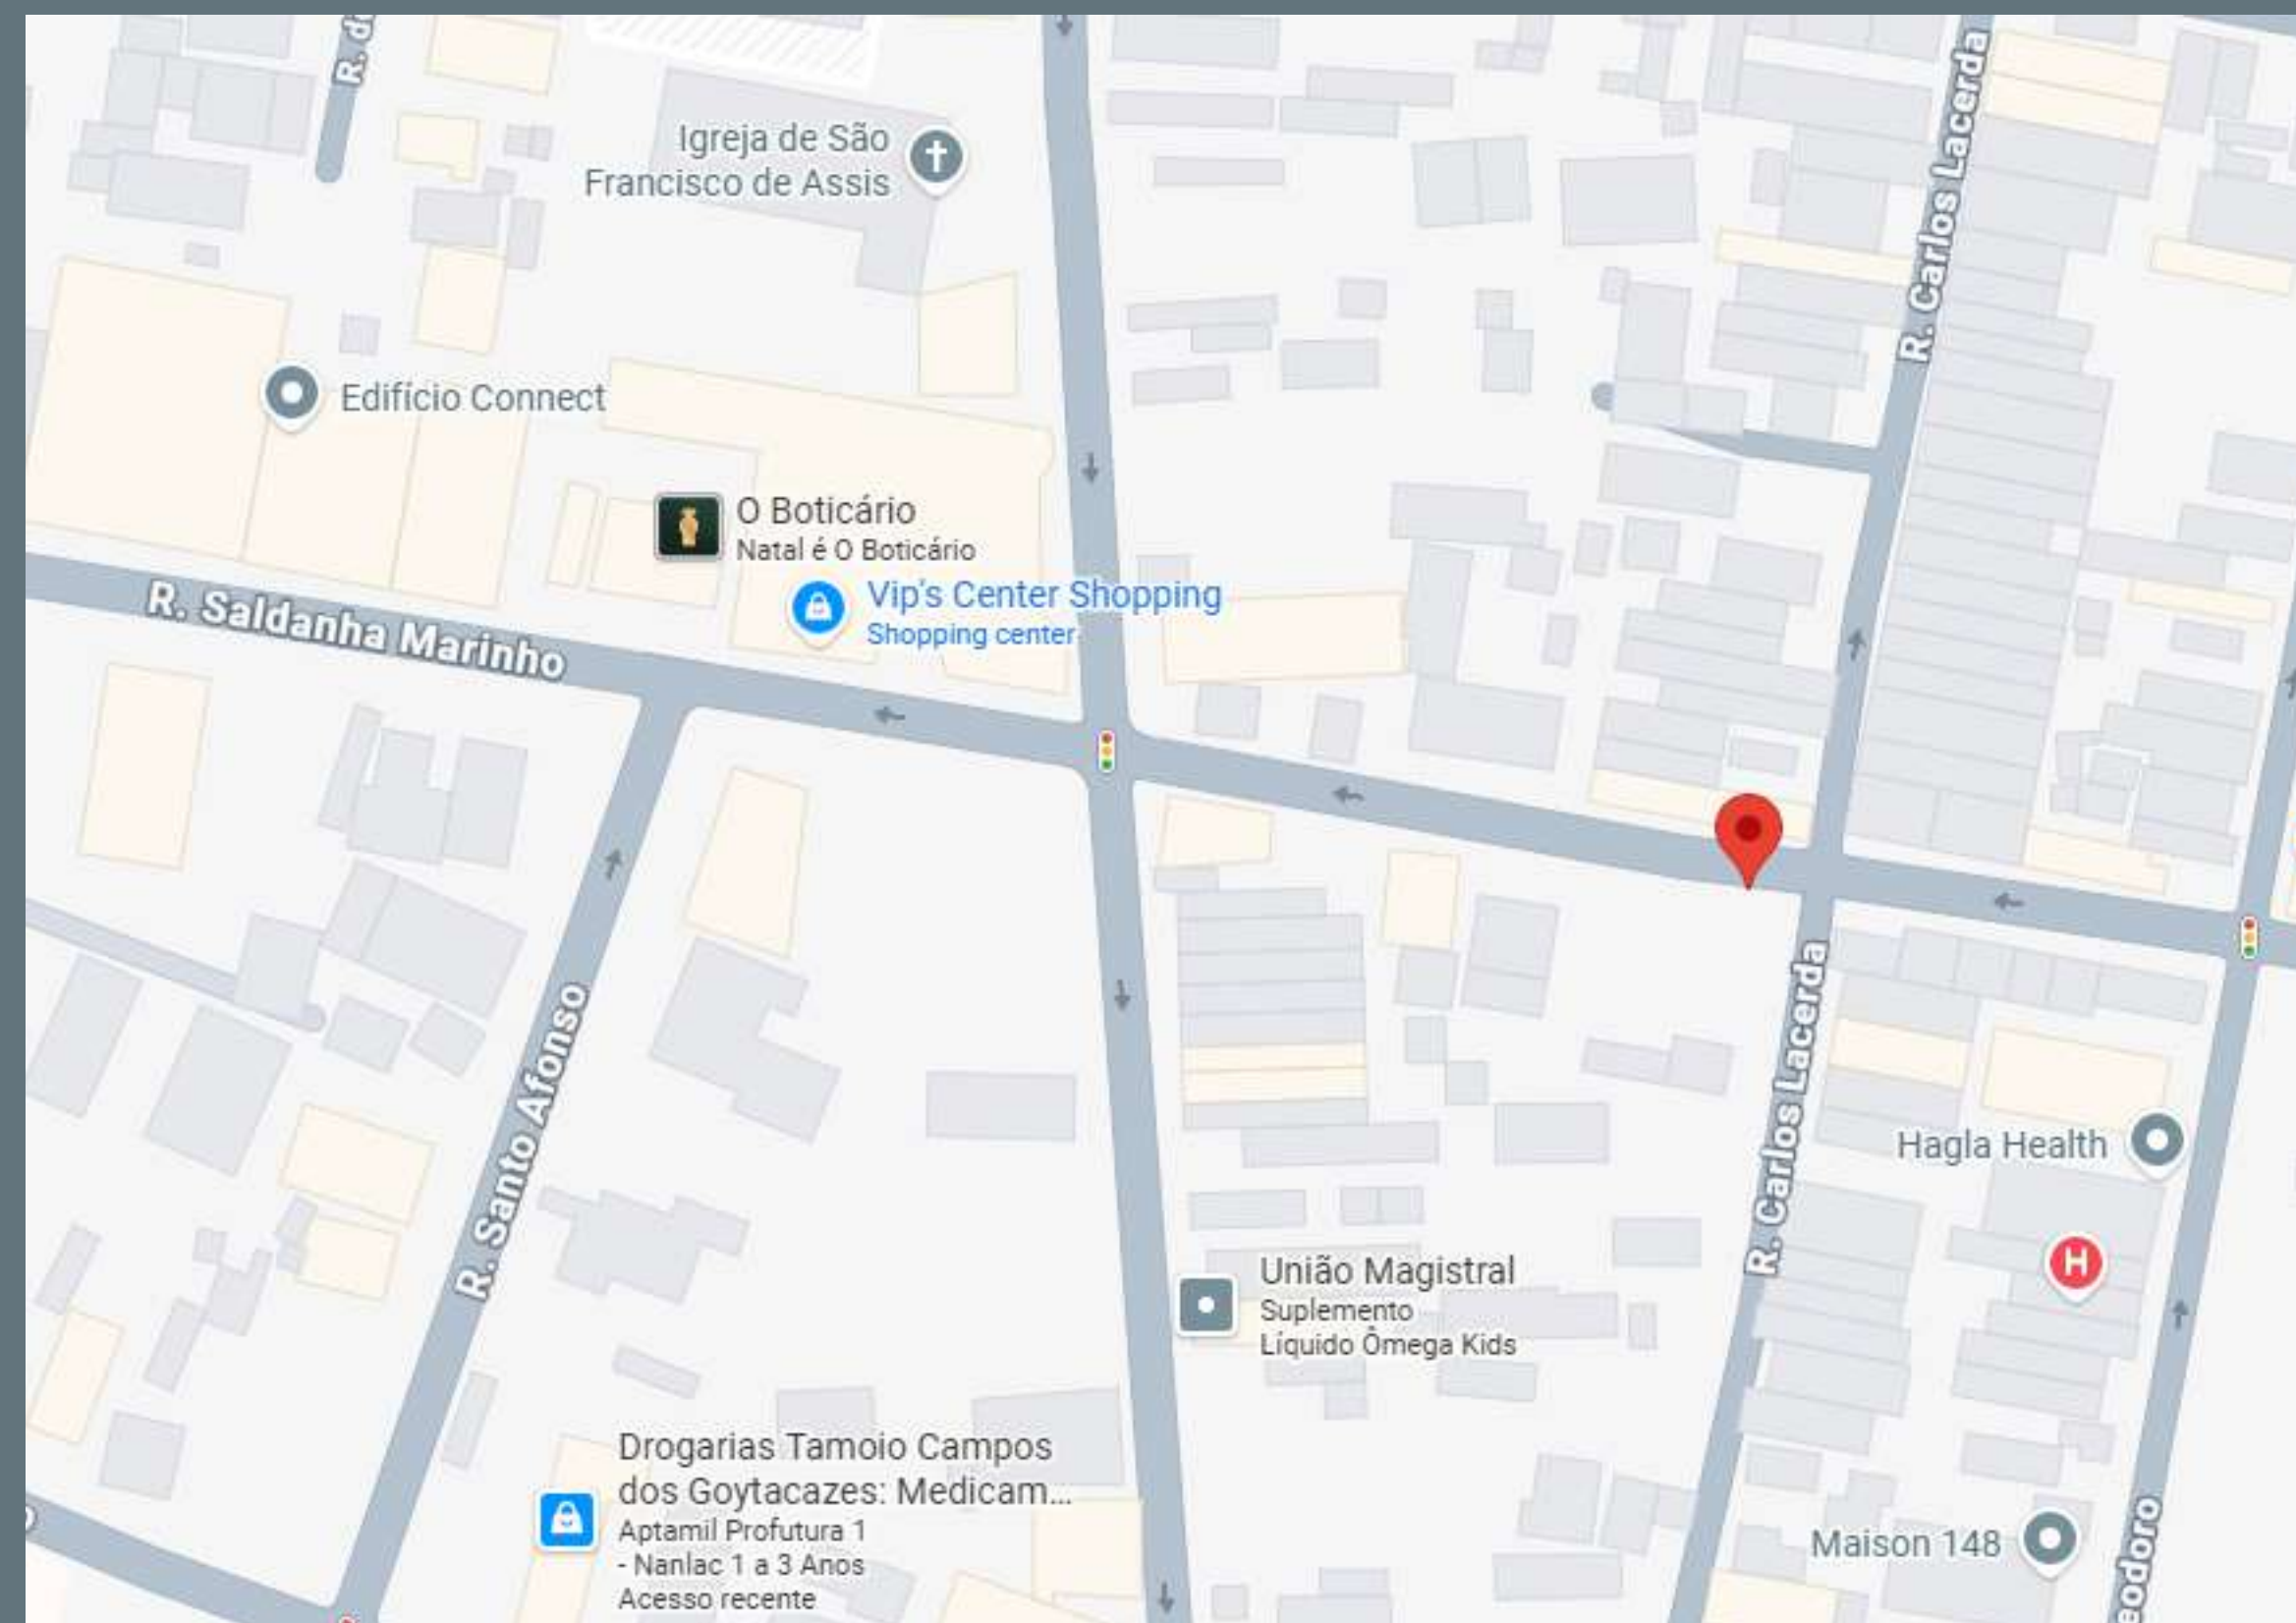 R. Carlos Lacerda
Igreja de São
Francisco de Assis
Edifício Connect
O Boticário
Natal é O Boticário
Vip's Center Shopping
Shopping center
R. Saldanha Marinho
R. Santo Afonso
R. Carlos Lacerda
Hagla Health
H
União Magistral
Suplemento
Líquido Ômega Kids
Drogarias Tamoio Campos
dos Goytacazes: Medicam...
Aptamil Profutura 1
- Nanlac 1 a 3 Anos
Acesso recente
Maison 148